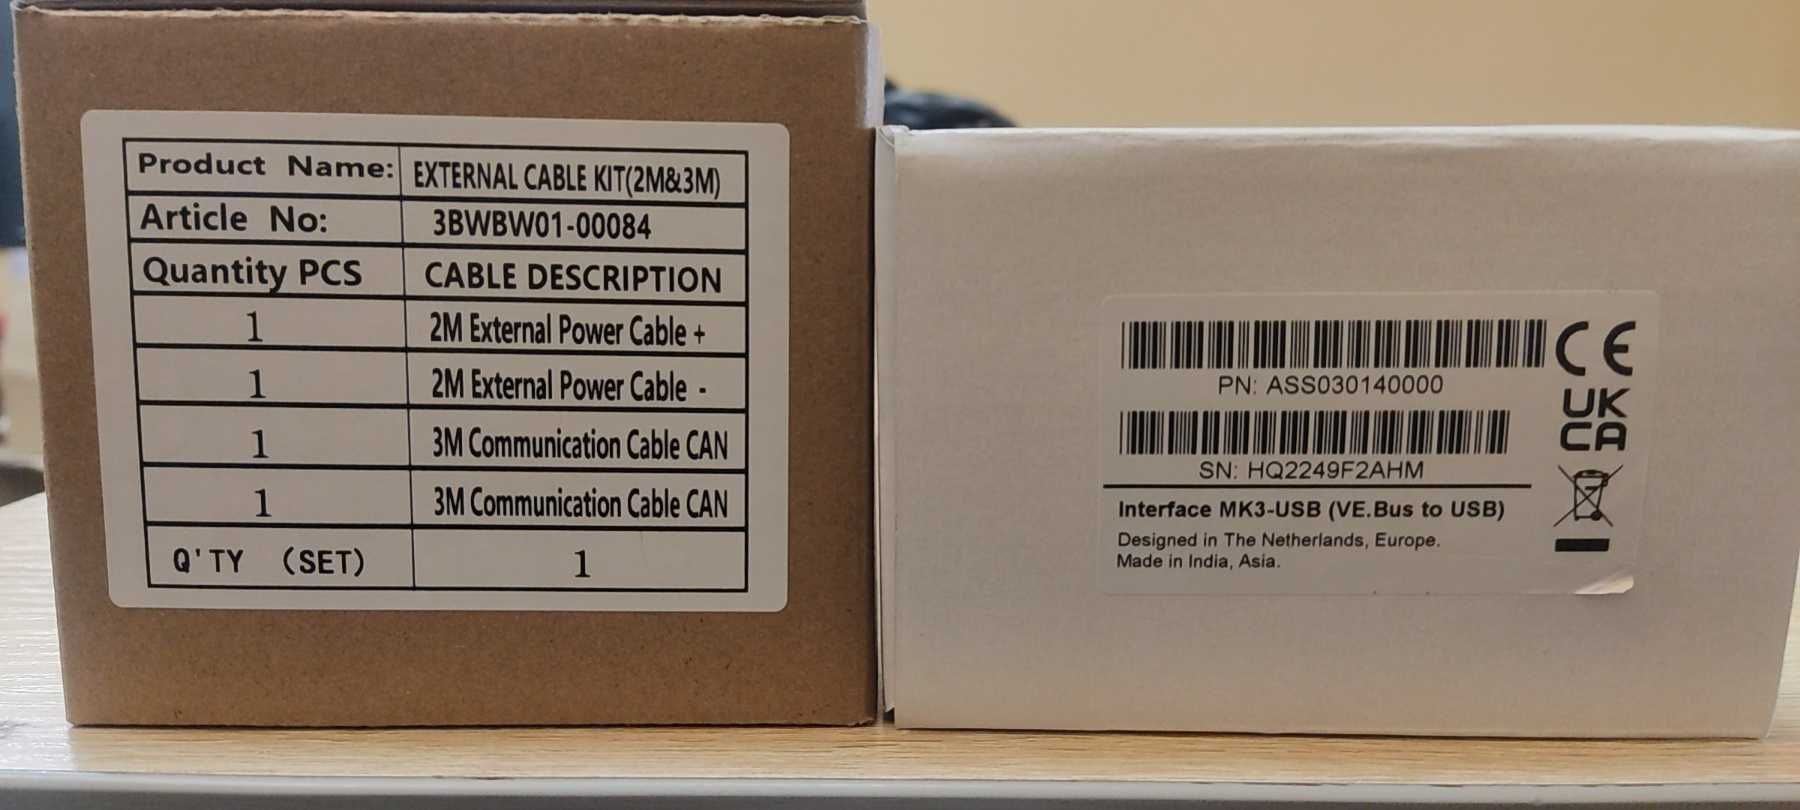 Product Name: EXTERNAL CABLE KIT(2M&3M)
Article No: 3BWBW01-00084
Quantity PCS CABLE DESCRIPTION
1 2M External Power Cable +
1 2M External Power Cable -
1 3M Communication Cable CAN
1 3M Communication Cable CAN
Q'TY (SET) 1
PN: ASS030140000
SN: HQ2249F2AHM
Interface MK3-USB (VE.Bus to USB)
Designed in The Netherlands, Europe.
Made in India, Asia.
CE
UK
CA